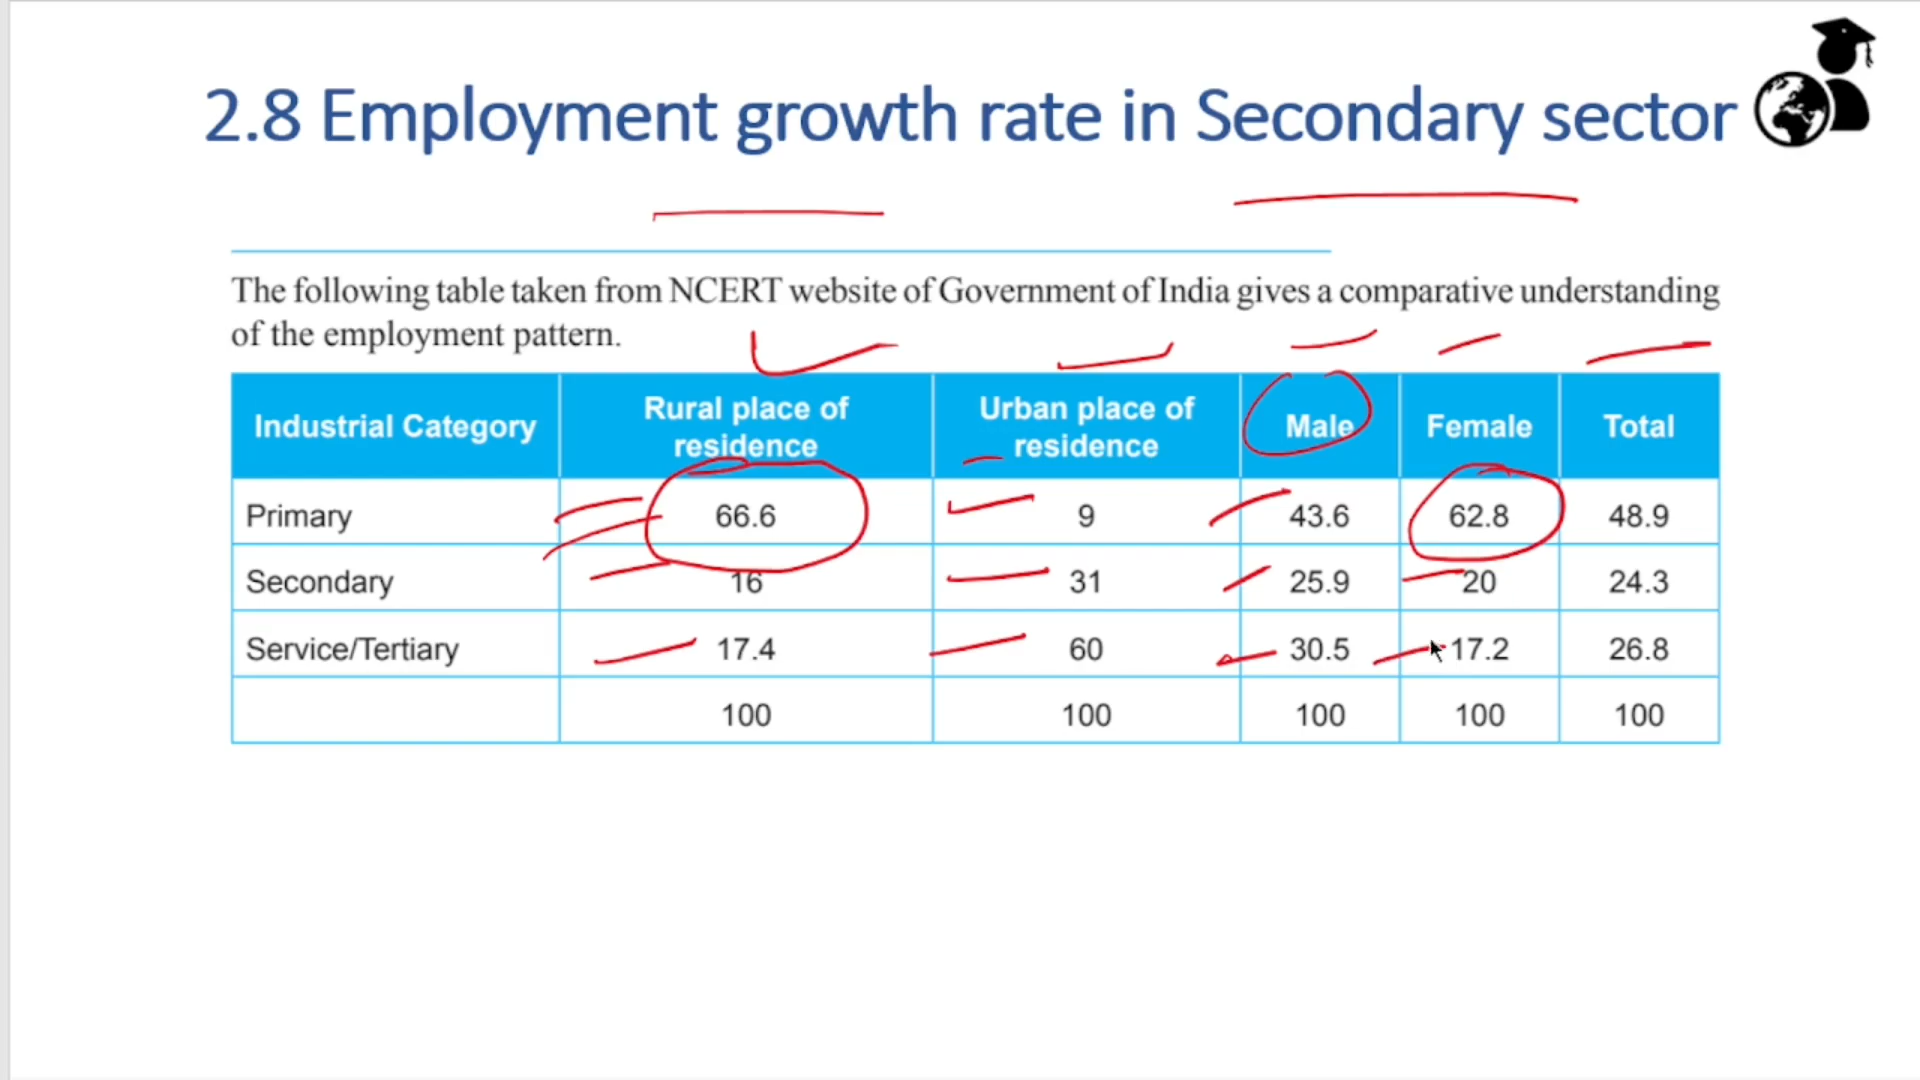 2.8 Employment growth rate in Secondary sector
The following table taken from NCERT website of Government of India gives a comparative understanding
of the employment pattern.
Industrial Category Rural place of residence Urban place of residence Male Female Total
Primary 66.6 9 43.6 62.8 48.9
Secondary 16 31 25.9 20 24.3
Service/Tertiary 17.4 60 30.5 17.2 26.8
100 100 100 100 100